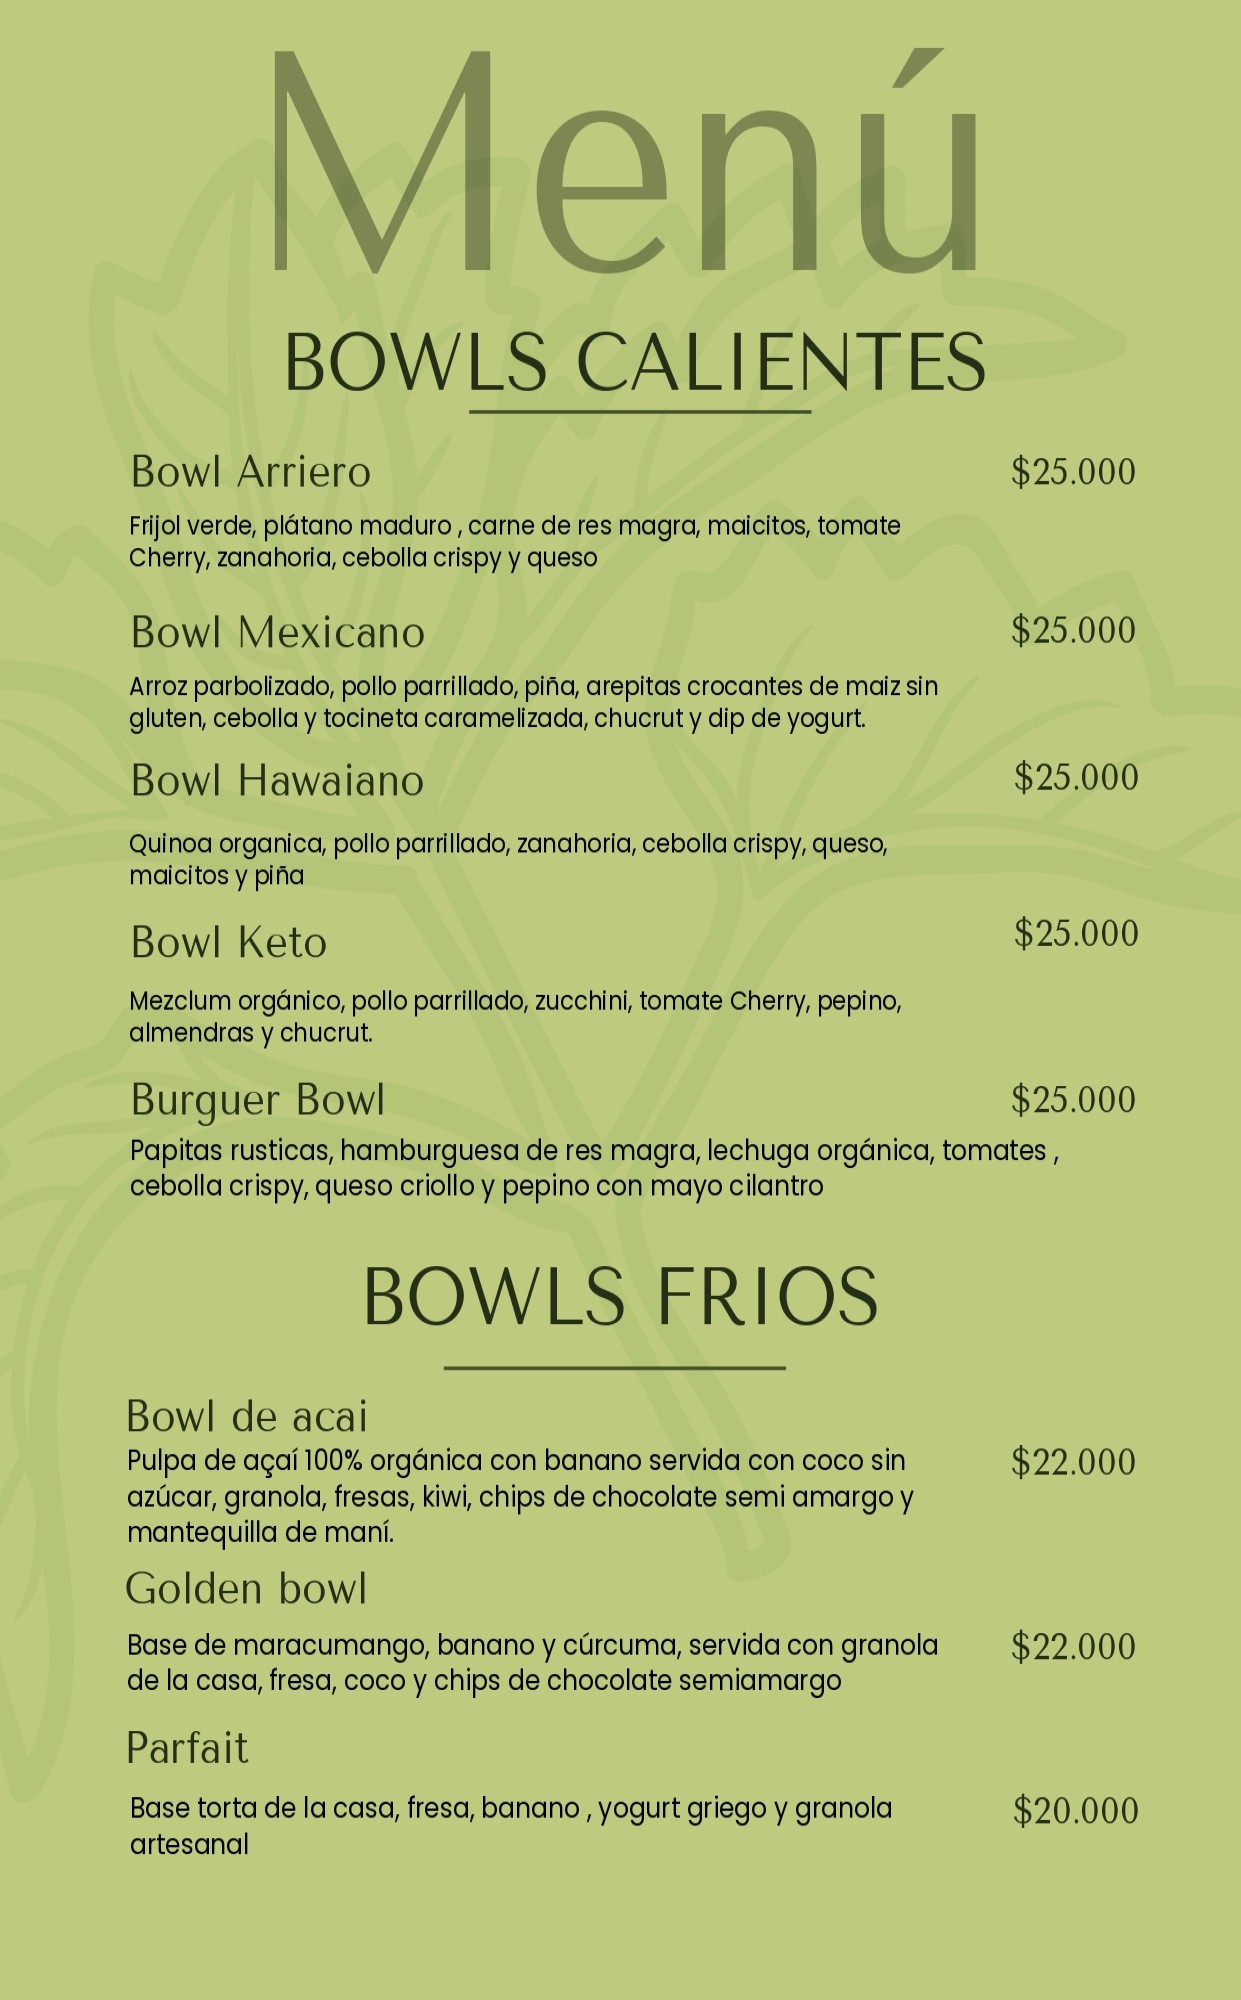 Menú
BOWLS CALIENTES
Bowl Arriero $25.000
Frijol verde, plátano maduro , carne de res magra, maicitos, tomate
Cherry, zanahoria, cebolla crispy y queso
Bowl Mexicano $25.000
Arroz parbolizado, pollo parrillado, piña, arepitas crocantes de maiz sin
gluten, cebolla y tocineta caramelizada, chucrut y dip de yogurt.
Bowl Hawaiano $25.000
Quinoa organica, pollo parrillado, zanahoria, cebolla crispy, queso,
maicitos y piña
Bowl Keto $25.000
Mezclum orgánico, pollo parrillado, zucchini, tomate Cherry, pepino,
almendras y chucrut.
Burguer Bowl $25.000
Papitas rusticas, hamburguesa de res magra, lechuga orgánica, tomates ,
cebolla crispy, queso criollo y pepino con mayo cilantro
BOWLS FRIOS
Bowl de acai
Pulpa de açaí 100% orgánica con banano servida con coco sin $22.000
azúcar, granola, fresas, kiwi, chips de chocolate semi amargo y
mantequilla de maní.
Golden bowl
Base de maracumango, banano y cúrcuma, servida con granola $22.000
de la casa, fresa, coco y chips de chocolate semiamargo
Parfait
Base torta de la casa, fresa, banano , yogurt griego y granola $20.000
artesanal